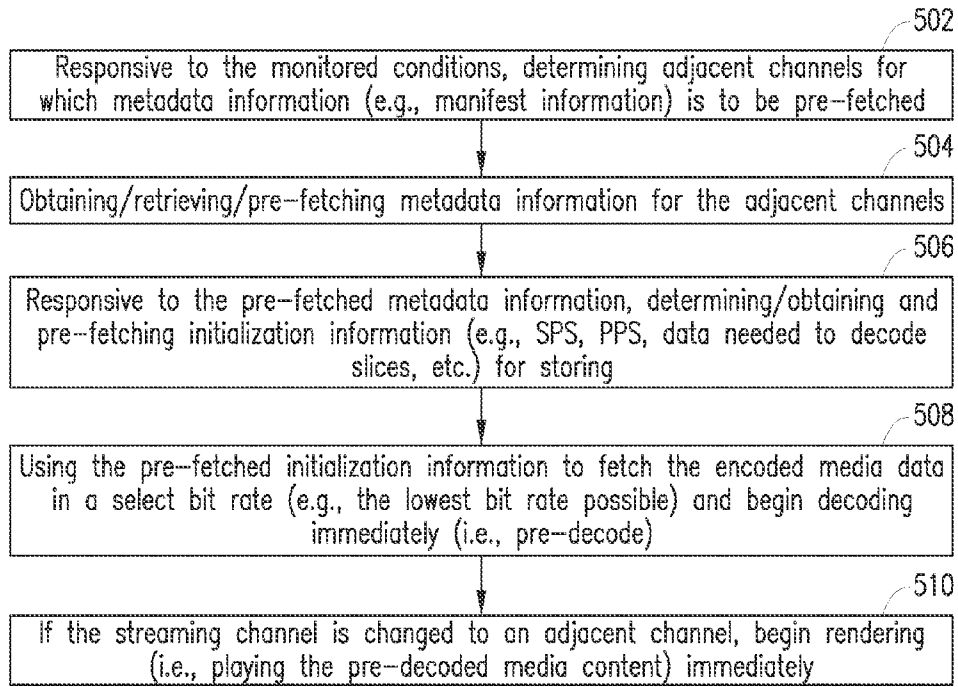 502
Responsive to the monitored conditions, determining adjacent channels for
which metadata information (e.g., manifest information) is to be pre-fetched
504
Obtaining/retrieving/pre-fetching metadata information for the adjacent channels
506
Responsive to the pre-fetched metadata information, determining/obtaining and
pre-fetching initialization information (e.g., SPS, PPS, data needed to decode
slices, etc.) for storing
508
Using the pre-fetched initialization information to fetch the encoded media data
in a select bit rate (e.g., the lowest bit rate possible) and begin decoding
immediately (i.e., pre-decode)
510
If the streaming channel is changed to an adjacent channel, begin rendering
(i.e., playing the pre-decoded media content) immediately